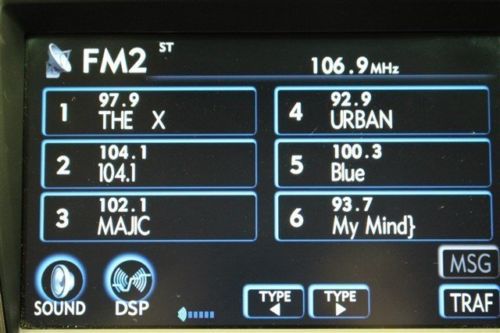 FM2 ST 106.9 MHz
1 97.9 THE X
4 92.9 URBAN
2 104.1 104.1
5 100.3 Blue
3 102.1 MAJIC
6 93.7 My Mind}
MSG
SOUND DSP TYPE TYPE TRAF